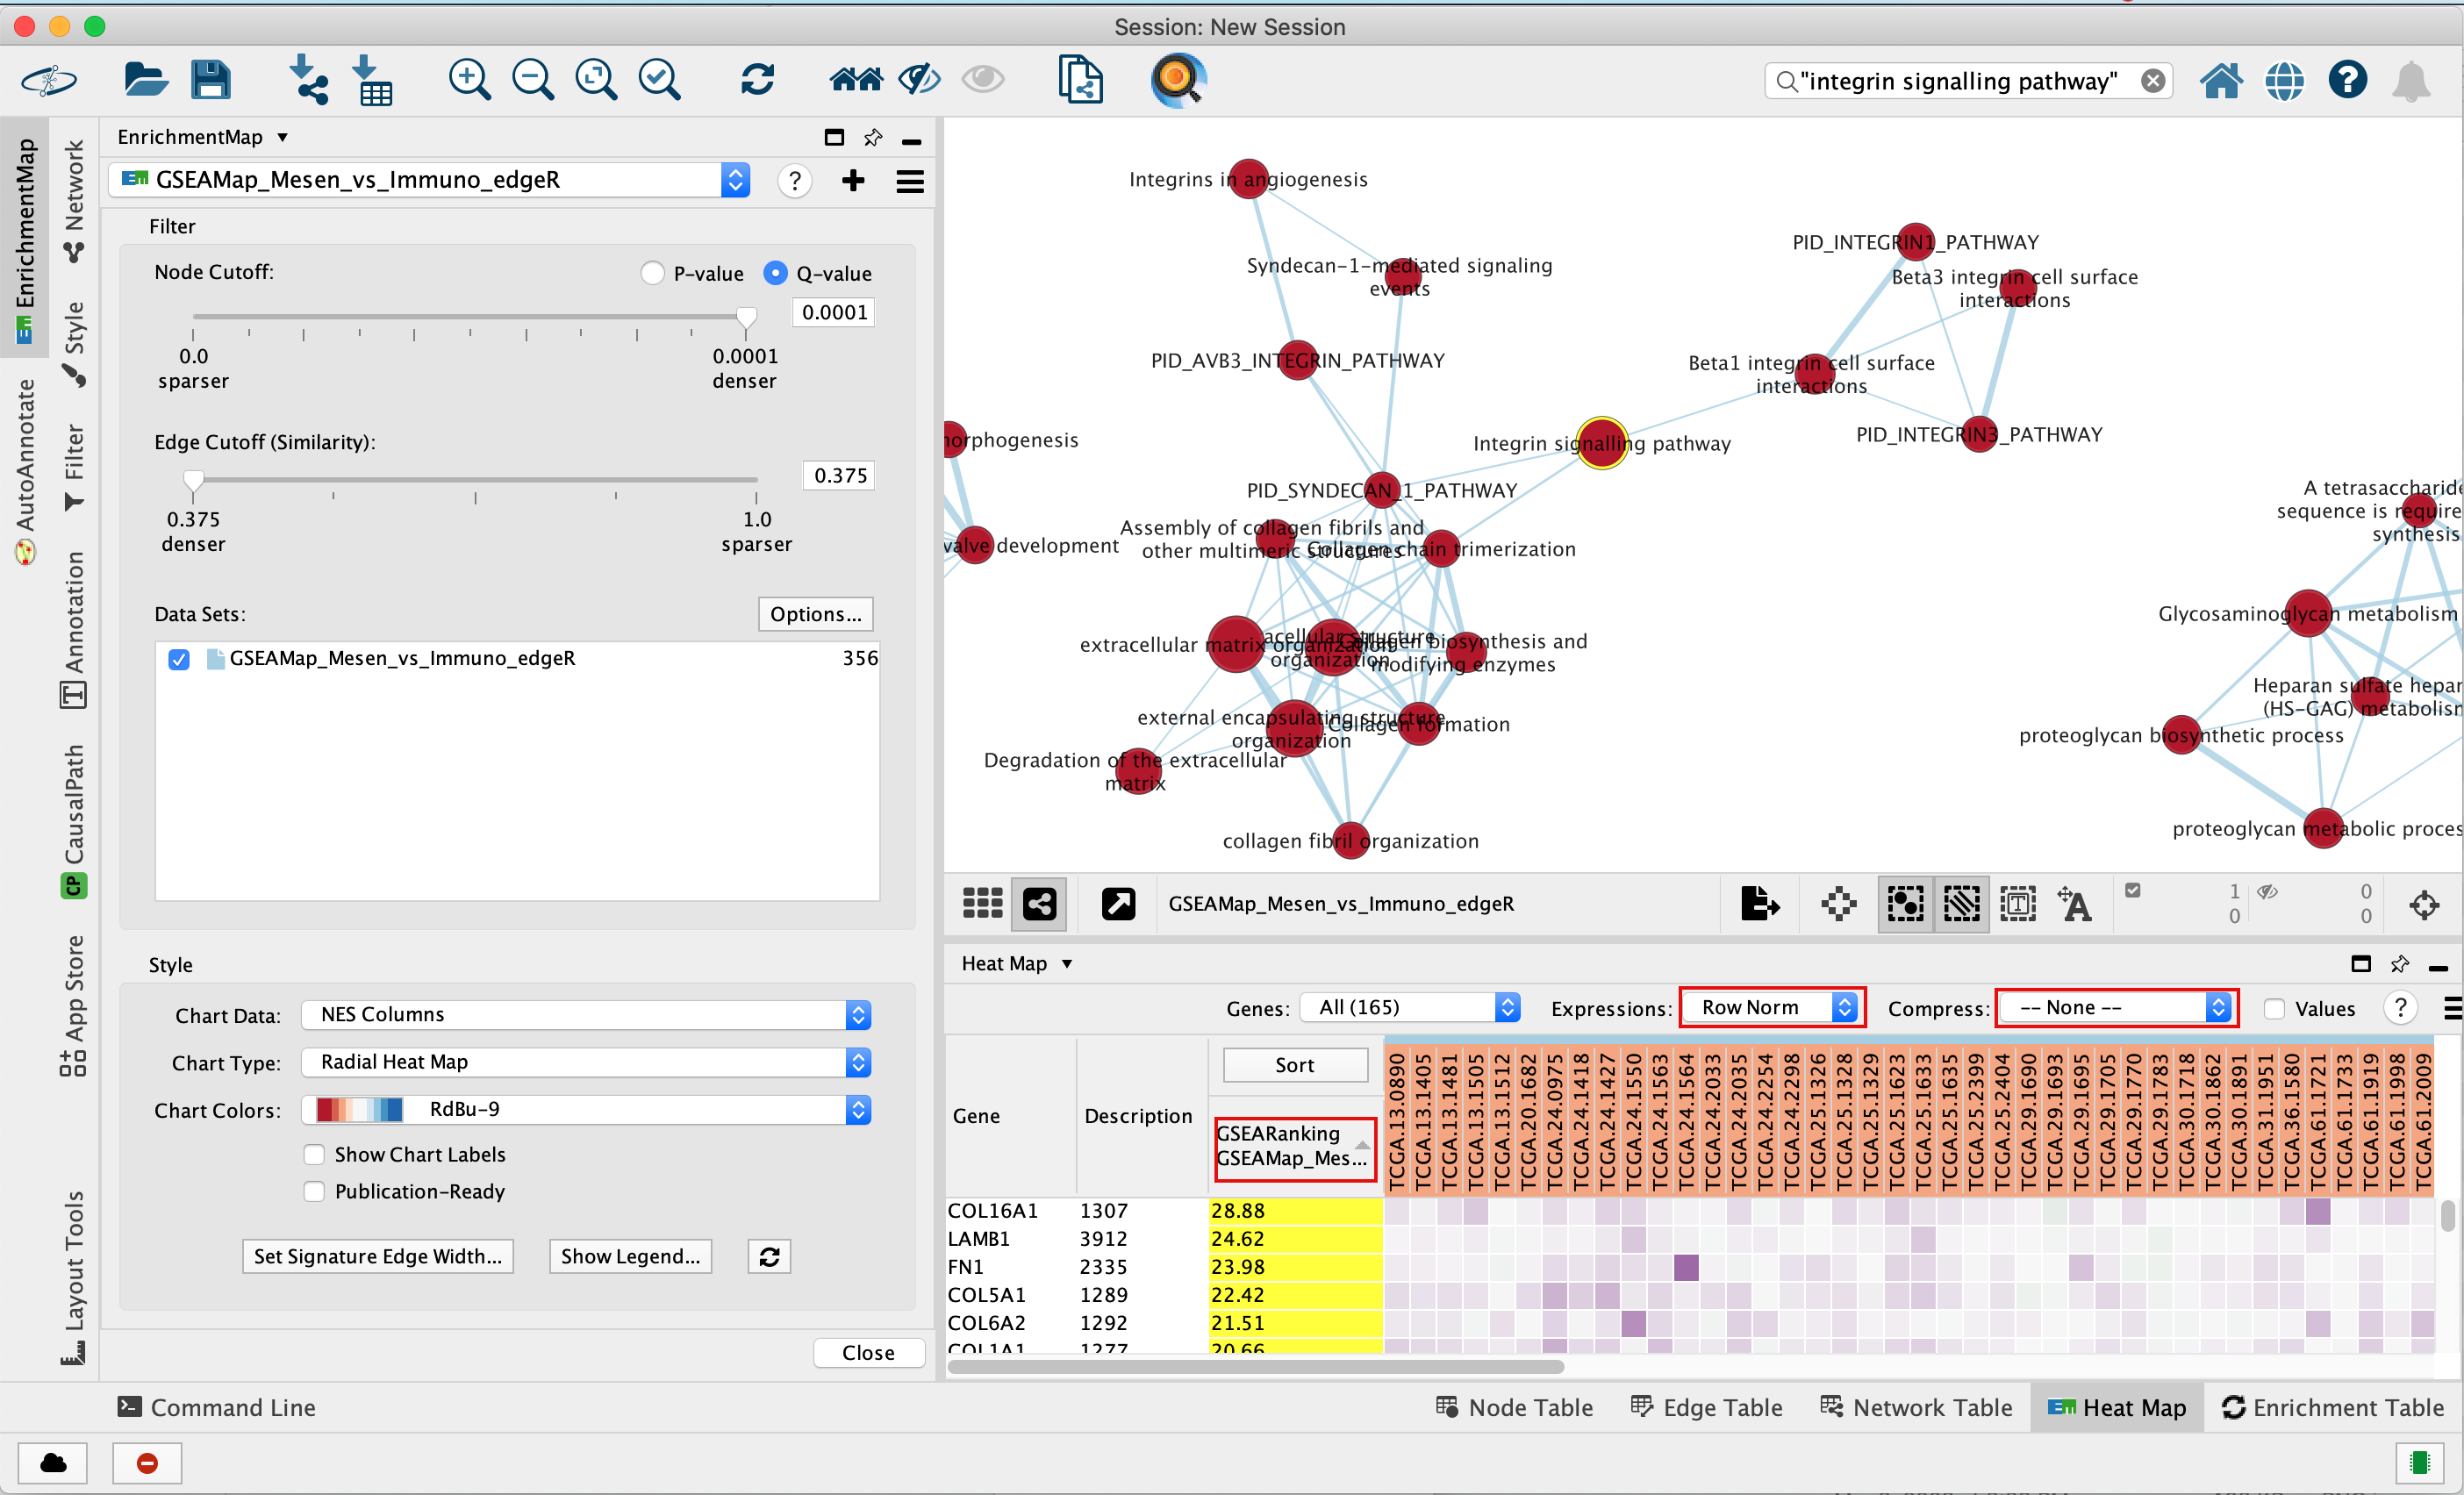 Session: New Session
"integrin signalling pathway"
EnrichmentMap
AutoAnnotate
Network
Style
Filter
Annotation
CausalPath
CP
App Store
Layout Tools
EnrichmentMap
EM GSEAMap_Mesen_vs_Immuno_edgeR
?
Filter
Node Cutoff:
P-value
Q-value
0.0001
0.0
sparser
0.0001
denser
Edge Cutoff (Similarity):
0.375
0.375
denser
1.0
sparser
Data Sets:
Options...
GSEAMap_Mesen_vs_Immuno_edgeR 356
Style
Chart Data: NES Columns
Chart Type: Radial Heat Map
Chart Colors: RdBu-9
Show Chart Labels
Publication-Ready
Set Signature Edge Width...
Show Legend...
Close
Integrins in angiogenesis
Syndecan-1-mediated signaling
events
PID_INTEGRIN1_PATHWAY
Beta3 integrin cell surface
interactions
PID_AVB3_INTEGRIN_PATHWAY
Beta1 integrin cell surface
interactions
orphogenesis
Integrin signalling pathway
PID_INTEGRIN3_PATHWAY
PID_SYNDECAN_1_PATHWAY
A tetrasaccharide
sequence is require
synthesis
Assembly of collagen fibrils and
other multimeric structures
Collagen chain trimerization
valve development
Glycosaminoglycan metabolism
extracellular matrix organization
acellular structure
organization
Collagen biosynthesis and
modifying enzymes
Heparan sulfate hepar
(HS-GAG) metabolism
external encapsulating structure
organization
Collagen formation
proteoglycan biosynthetic process
Degradation of the extracellular
matrix
proteoglycan metabolic proces
collagen fibril organization
GSEAMap_Mesen_vs_Immuno_edgeR
1
0
0
0
Heat Map
Genes: All (165)
Expressions: Row Norm
Compress: -- None --
Values
?
Gene
Description
Sort
GSEARanking
GSEAMap_Mes...
TCGA.13.0890
TCGA.13.1405
TCGA.13.1481
TCGA.13.1505
TCGA.13.1512
TCGA.20.1682
TCGA.24.0975
TCGA.24.1418
TCGA.24.1427
TCGA.24.1550
TCGA.24.1563
TCGA.24.1564
TCGA.24.2033
TCGA.24.2035
TCGA.24.2254
TCGA.24.2298
TCGA.25.1326
TCGA.25.1328
TCGA.25.1329
TCGA.25.1623
TCGA.25.1633
TCGA.25.1635
TCGA.25.2399
TCGA.25.2404
TCGA.29.1690
TCGA.29.1693
TCGA.29.1695
TCGA.29.1705
TCGA.29.1770
TCGA.29.1783
TCGA.30.1718
TCGA.30.1862
TCGA.30.1891
TCGA.31.1951
TCGA.36.1580
TCGA.61.1721
TCGA.61.1733
TCGA.61.1919
TCGA.61.1998
TCGA.61.2009
COL16A1 1307 28.88
LAMB1 3912 24.62
FN1 2335 23.98
COL5A1 1289 22.42
COL6A2 1292 21.51
COL1A1 1277 20.66
Command Line
Node Table
Edge Table
Network Table
EM Heat Map
Enrichment Table